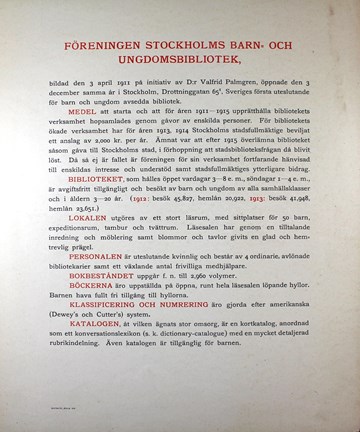 FÖRENINGEN STOCKHOLMS BARN- OCH
UNGDOMSBIBLIOTEK,
bildad den 3 april 1911 på initiativ av D:r Valfrid Palmgren, öppnade den 3
december samma år i Stockholm, Drottninggatan 65ᶜ, Sveriges första uteslutande
för barn och ungdom avsedda bibliotek.
MEDEL att starta och att för åren 1911—1915 upprätthålla bibliotekets
verksamhet hopsamlades genom gåvor av enskilda personer. För bibliotekets
ökade verksamhet har för åren 1913, 1914 Stockholms stadsfullmäktige beviljat
ett anslag av 2,000 kr. per år. Ämnat var att efter 1915 överlämna biblioteket
såsom gåva till Stockholms stad, i förhoppning att stadsbiblioteksfrågan då blivit
löst. Då så ej är fallet är föreningen för sin verksamhet fortfarande hänvisad
till enskildas intresse och understöd samt stadsfullmäktiges ytterligare bidrag.
BIBLIOTEKET, som hålles öppet vardagar 3—8 e. m., söndagar 1—4 e. m.,
är avgiftsfritt tillgängligt och besökt av barn och ungdom av alla samhällsklasser
och i åldern 3—20 år. (1912: besök 45,827, hemlån 20,922, 1913: besök 41,948,
hemlån 23,651.)
LOKALEN utgöres av ett stort läsrum, med sittplatser för 50 barn,
expeditionsrum, tambur och tvättrum. Läsesalen har genom en tilltalande
inredning och möblering samt blommor och tavlor givits en glad och hem-
trevlig prägel.
PERSONALEN är uteslutande kvinnlig och består av 4 ordinarie, avlönade
bibliotekarier samt ett växlande antal frivilliga medhjälpare.
BOKBESTÅNDET uppgår f. n. till 2,960 volymer.
BÖCKERNA äro uppställda på öppna, runt hela läsesalen löpande hyllor.
Barnen hava fullt fri tillgång till hyllorna.
KLASSIFICERING OCH NUMRERING äro gjorda efter amerikanska
(Dewey's och Cutter's) system.
KATALOGEN, åt vilken ägnats stor omsorg, är en kortkatalog, anordnad
som ett konversationslexikon (s. k. dictionary-catalogue) med en mycket detaljerad
rubrikindelning. Även katalogen är tillgänglig för barnen.